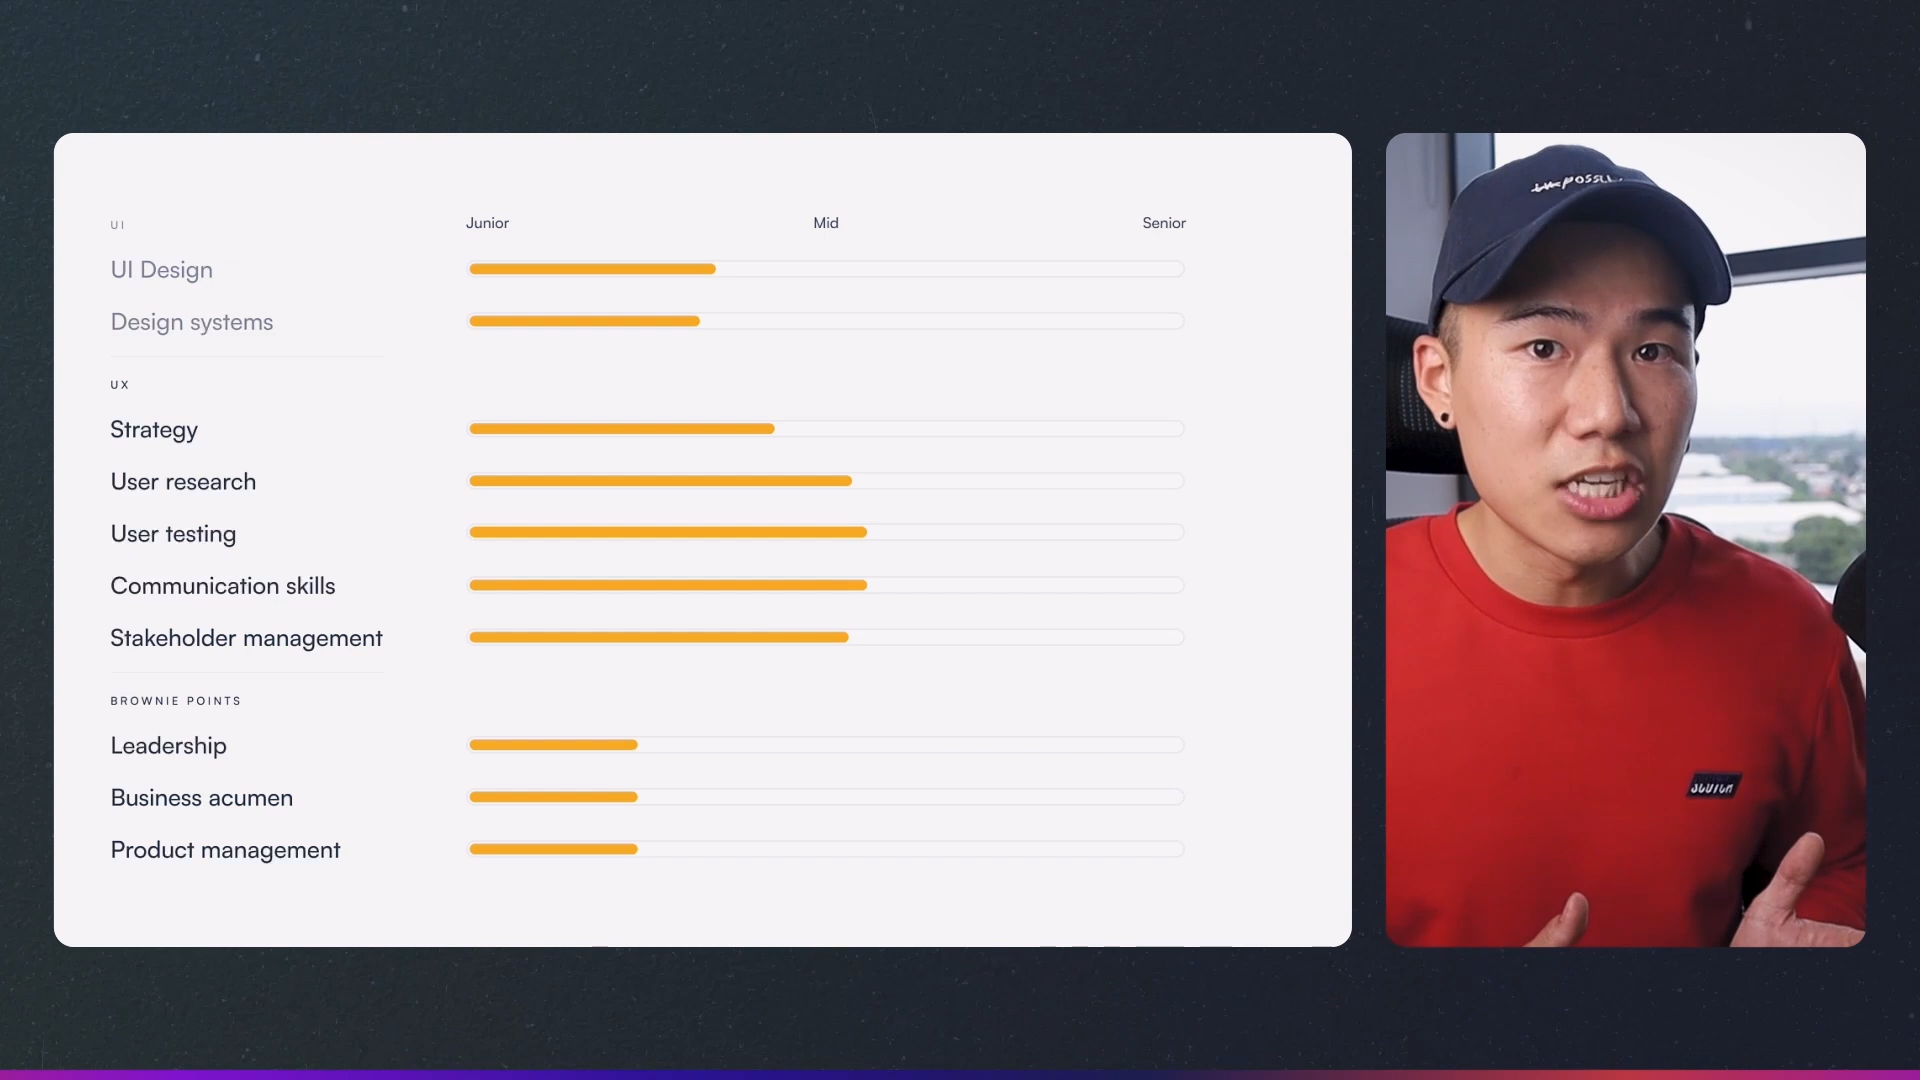 UI Junior Mid Senior
UI Design
Design systems
UX
Strategy
User research
User testing
Communication skills
Stakeholder management
BROWNIE POINTS
Leadership
Business acumen
Product management